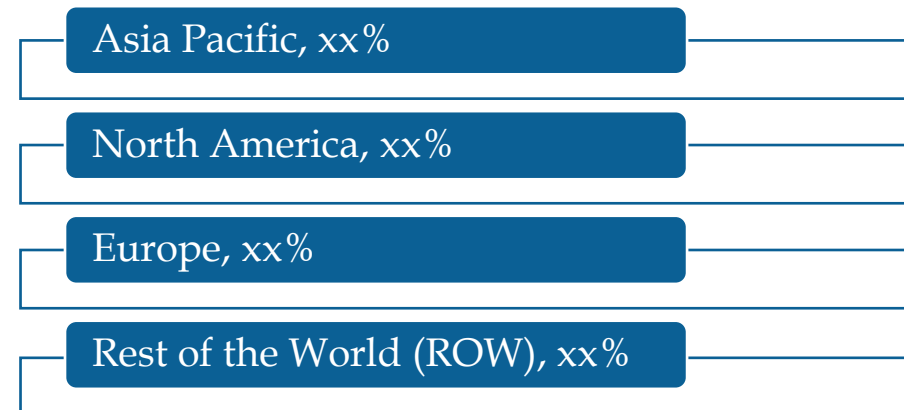 Asia Pacific, xx%
North America, xx%
Europe, xx%
Rest of the World (ROW), xx%